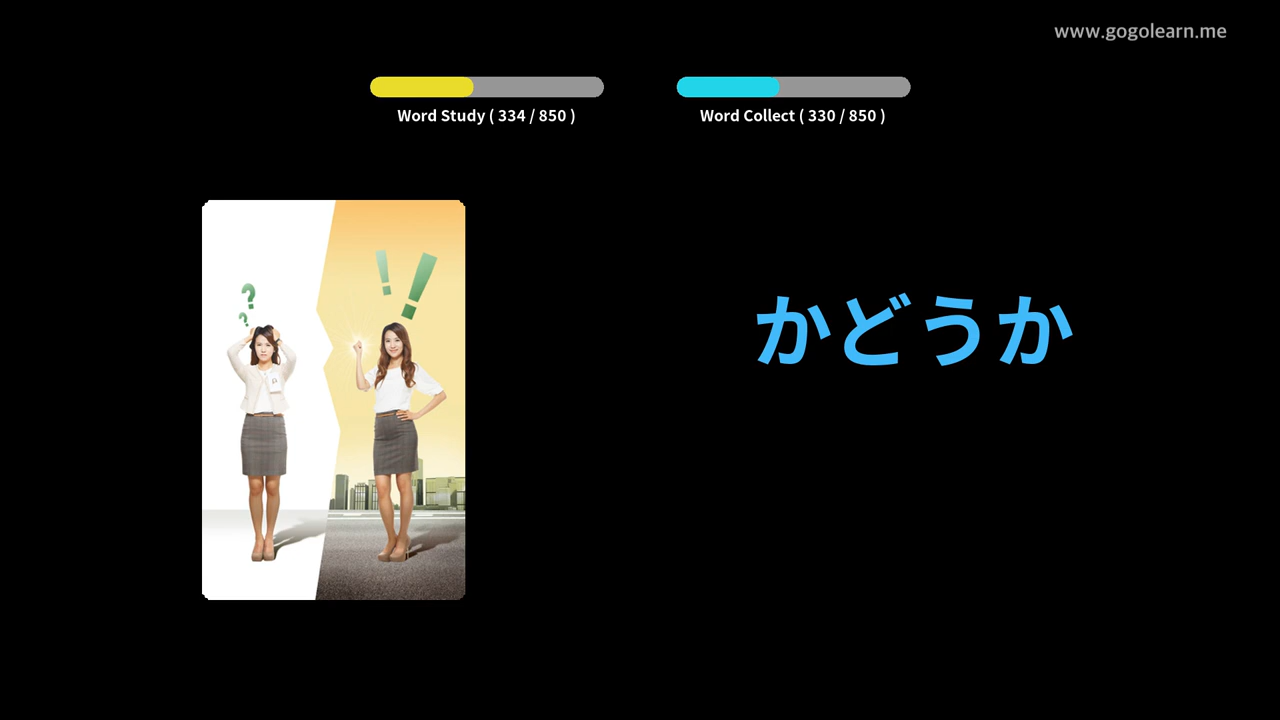 www.gogolearn.me
Word Study ( 334 / 850 )
Word Collect ( 330 / 850 )
? ? ! !
かどうか